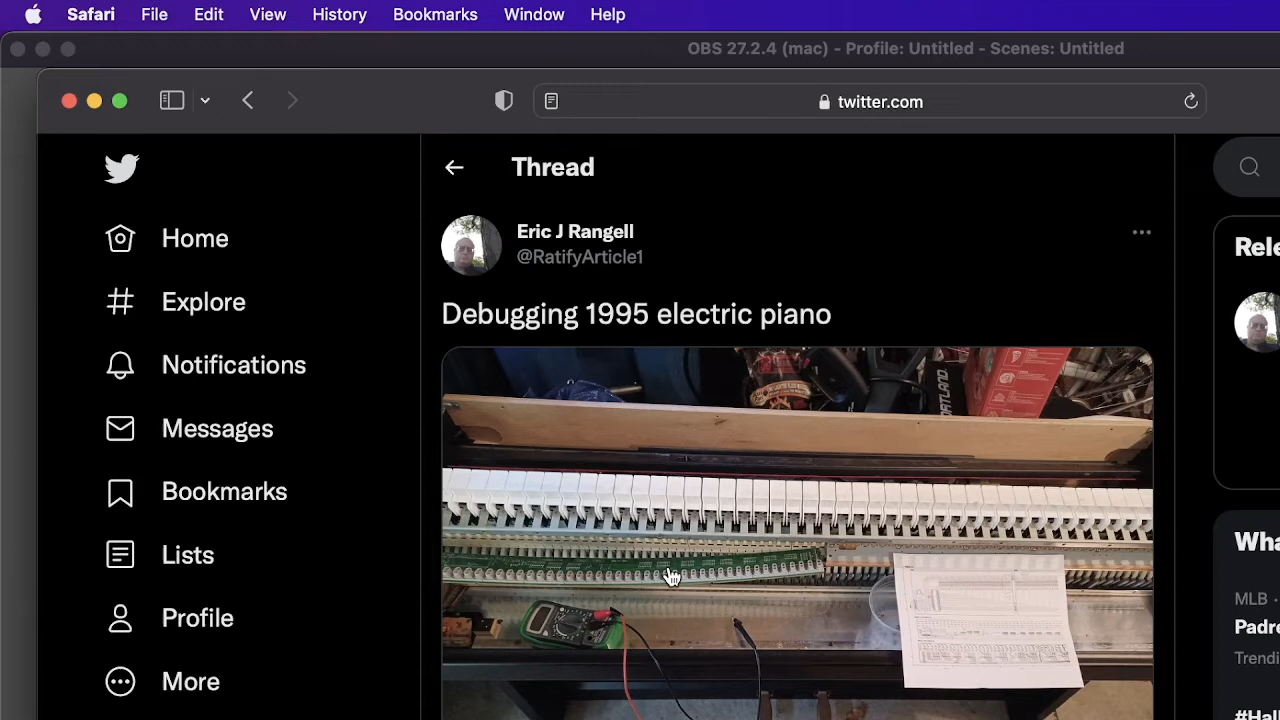 Safari File Edit View History Bookmarks Window Help
OBS 27.2.4 (mac) - Profile: Untitled - Scenes: Untitled
twitter.com
Thread
Eric J Rangell
@RatifyArticle1
Debugging 1995 electric piano
PORTLAND
Home
Explore
Notifications
Messages
Bookmarks
Lists
Profile
More
Rele
Wha
MLB ·
Padre
Trendi
#Hal